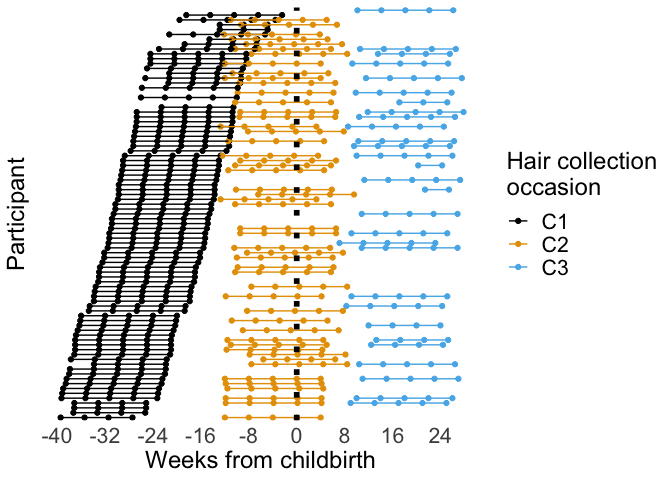 Participant
-40 -32 -24 -16 -8 0 8 16 24
Weeks from childbirth
Hair collection
occasion
C1
C2
C3